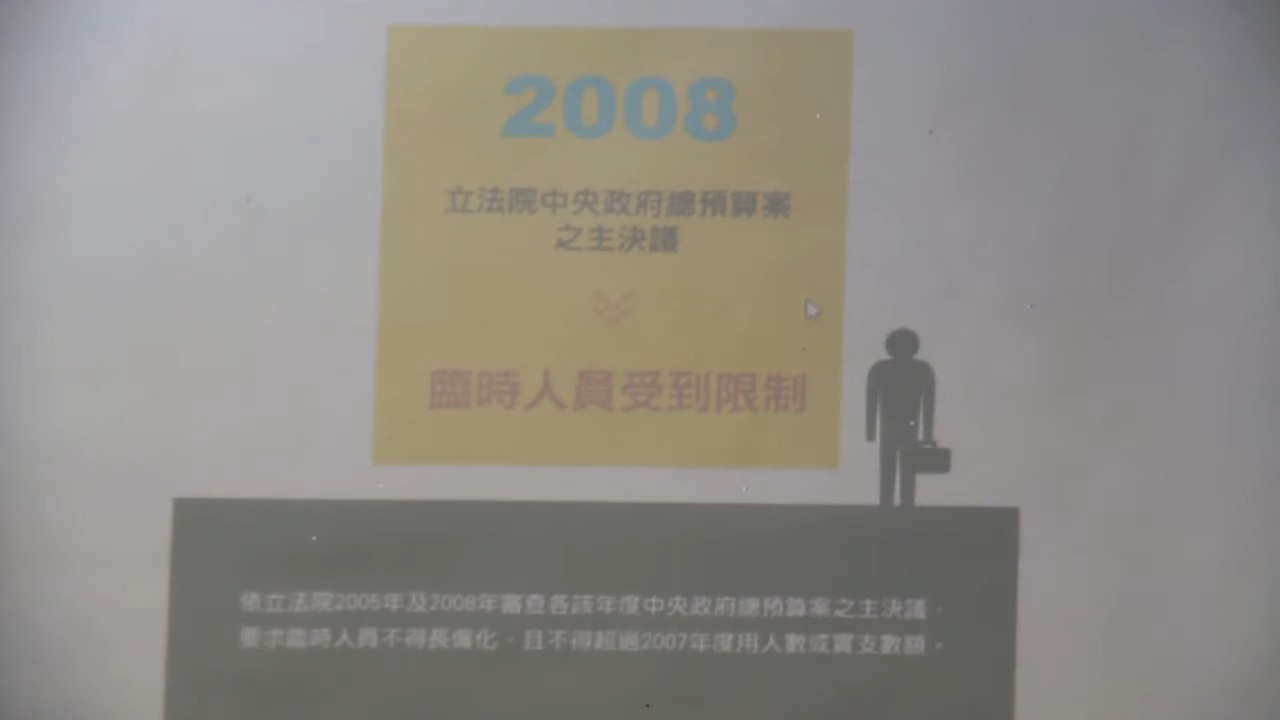 2008
立法院中央政府總預算案
之主決議
臨時人員受到限制
依立法院2005年及2008年審查各該年度中央政府總預算案之主決議，
要求臨時人員不得長僱化，且不得超過2007年度用人數或實支數額。